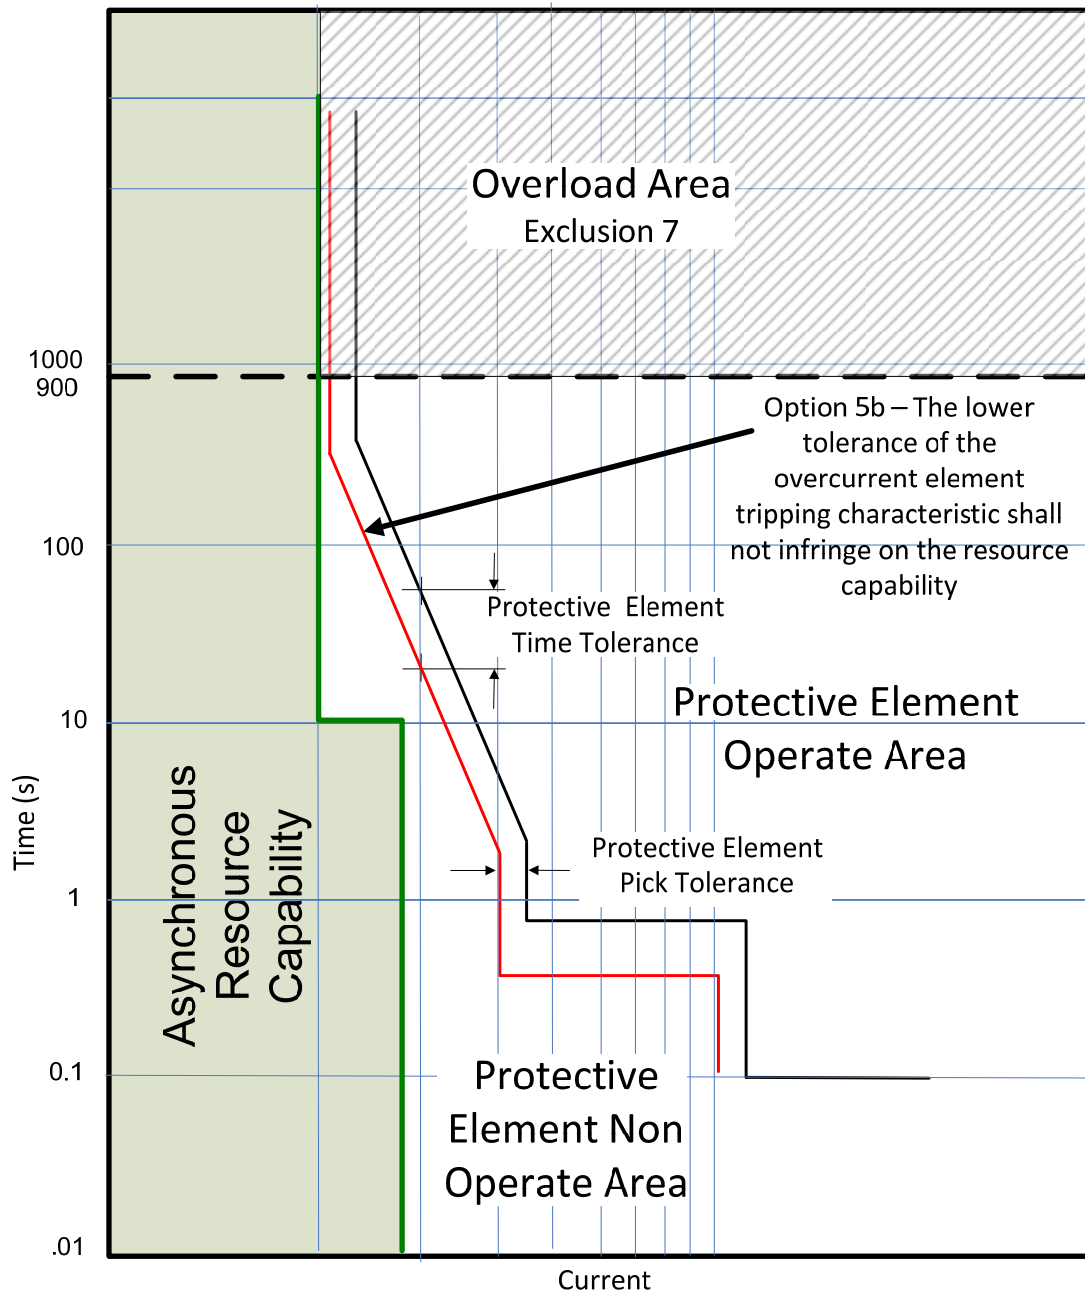 Overload Area
Exclusion 7
1000
900
Option 5b – The lower
tolerance of the
overcurrent element
tripping characteristic shall
not infringe on the resource
capability
100
Protective Element
Time Tolerance
Protective Element
Operate Area
10
Time (s)
Asynchronous
Resource
Capability
Protective Element
Pick Tolerance
1
0.1
Protective
Element Non
Operate Area
.01
Current